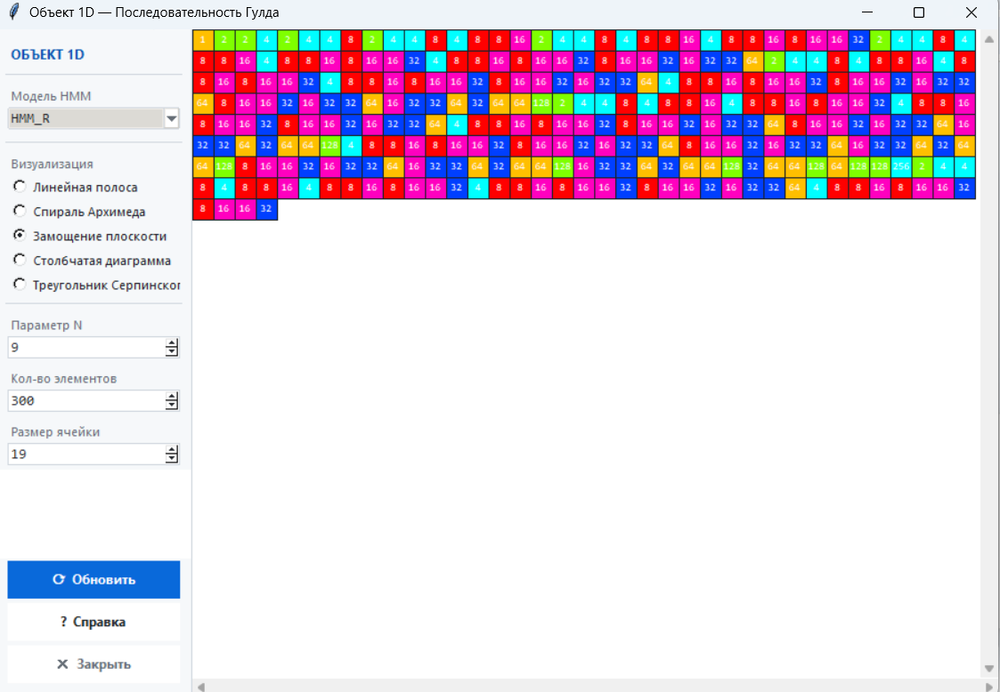 Объект 1D — Последовательность Гулда
ОБЪЕКТ 1D
Модель HMM
HMM_R
Визуализация
Линейная полоса
Спираль Архимеда
Замощение плоскости
Столбчатая диаграмма
Треугольник Серпинског
Параметр N
9
Кол-во элементов
300
Размер ячейки
19
Обновить
? Справка
Закрыть
1 2 2 4 2 4 4 8 2 4 4 8 4 8 8 16 2 4 4 8 4 8 8 16 4 8 8 16 8 16 16 32 2 4 4 8 4
8 8 16 4 8 8 16 8 16 16 32 4 8 8 16 8 16 16 32 8 16 16 32 16 32 32 64 2 4 4 8 4 8 8 16 4 8
8 16 8 16 16 32 4 8 8 16 8 16 16 32 8 16 16 32 16 32 32 64 4 8 8 16 8 16 16 32 8 16 16 32 16 32 32
64 8 16 16 32 16 32 32 64 16 32 32 64 32 64 64 128 2 4 4 8 4 8 8 16 4 8 8 16 8 16 16 32 4 8 8 16
8 16 16 32 8 16 16 32 16 32 32 64 4 8 8 16 8 16 16 32 8 16 16 32 16 32 32 64 8 16 16 32 16 32 32 64 16
32 32 64 32 64 64 128 4 8 8 16 8 16 16 32 8 16 16 32 16 32 32 64 8 16 16 32 16 32 32 64 16 32 32 64 32 64
64 128 8 16 16 32 16 32 32 64 16 32 32 64 32 64 64 128 16 32 32 64 32 64 64 128 32 64 64 128 64 128 128 256 2 4 4
8 4 8 8 16 4 8 8 16 8 16 16 32 4 8 8 16 8 16 16 32 8 16 16 32 16 32 32 64 4 8 8 16 8 16 16 32
8 16 16 32